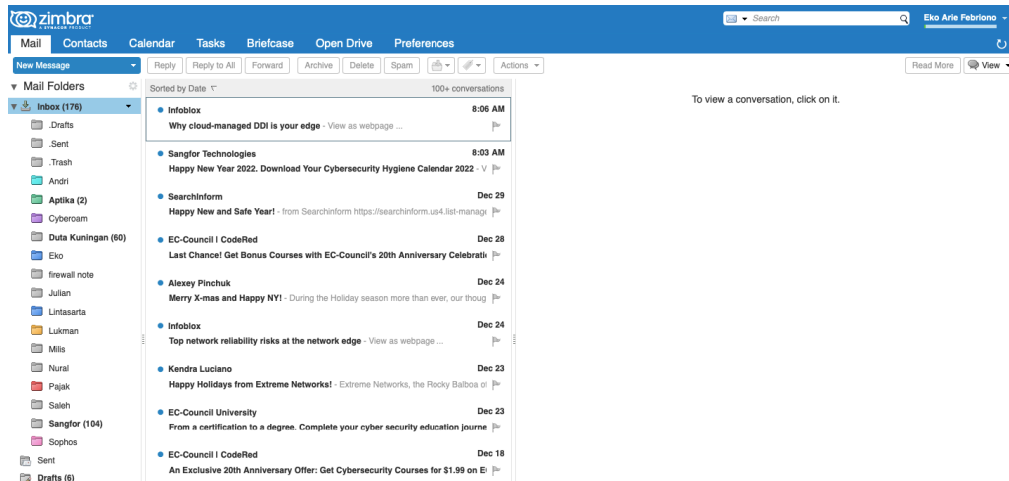 zimbra
A SYNACOR PRODUCT
Search
Eko Arie Febriono
Mail Contacts Calendar Tasks Briefcase Open Drive Preferences
New Message Reply Reply to All Forward Archive Delete Spam Actions Read More View
Mail Folders
Sorted by Date 100+ conversations
To view a conversation, click on it.
Inbox (176)
.Drafts
.Sent
.Trash
Andri
Aptika (2)
Cyberoam
Duta Kuningan (60)
Eko
firewall note
Julian
Lintasarta
Lukman
Milis
Nural
Pajak
Saleh
Sangfor (104)
Sophos
Sent
Drafts (6)
Infoblox 8:06 AM
Why cloud-managed DDI is your edge - View as webpage ...
Sangfor Technologies 8:03 AM
Happy New Year 2022. Download Your Cybersecurity Hygiene Calendar 2022 - V
SearchInform Dec 29
Happy New and Safe Year! - from Searchinform https://searchinform.us4.list-manage
EC-Council | CodeRed Dec 28
Last Chance! Get Bonus Courses with EC-Council's 20th Anniversary Celebrati
Alexey Pinchuk Dec 24
Merry X-mas and Happy NY! - During the Holiday season more than ever, our thoug
Infoblox Dec 24
Top network reliability risks at the network edge - View as webpage ...
Kendra Luciano Dec 23
Happy Holidays from Extreme Networks! - Extreme Networks, the Rocky Balboa of
EC-Council University Dec 23
From a certification to a degree. Complete your cyber security education journe
EC-Council | CodeRed Dec 18
An Exclusive 20th Anniversary Offer: Get Cybersecurity Courses for $1.99 on E